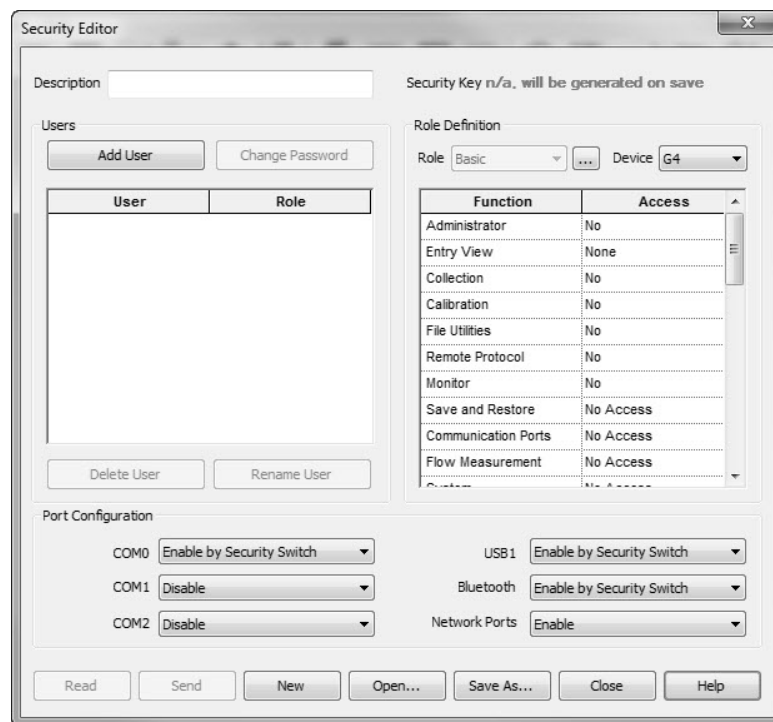 Security Editor
Description
Security Key n/a, will be generated on save
Users
Add User
Change Password
User Role
Role Definition
Role Basic ... Device G4
Function Access
Administrator No
Entry View None
Collection No
Calibration No
File Utilities No
Remote Protocol No
Monitor No
Save and Restore No Access
Communication Ports No Access
Flow Measurement No Access
Delete User
Rename User
Port Configuration
COM0 Enable by Security Switch
COM1 Disable
COM2 Disable
USB1 Enable by Security Switch
Bluetooth Enable by Security Switch
Network Ports Enable
Read Send New Open... Save As... Close Help